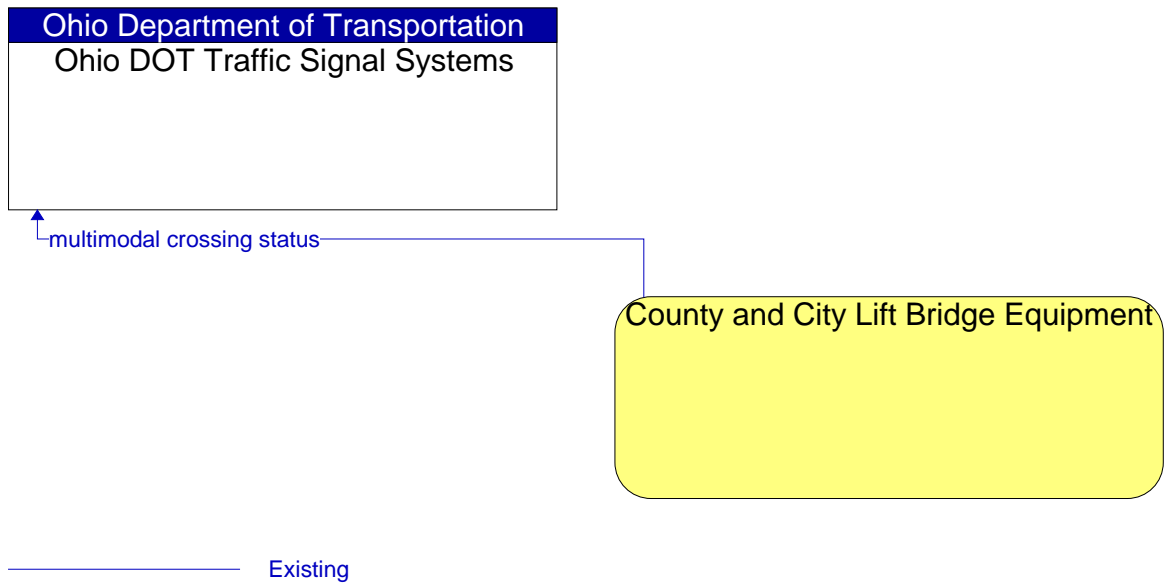 Ohio Department of Transportation
Ohio DOT Traffic Signal Systems
multimodal crossing status
County and City Lift Bridge Equipment
Existing